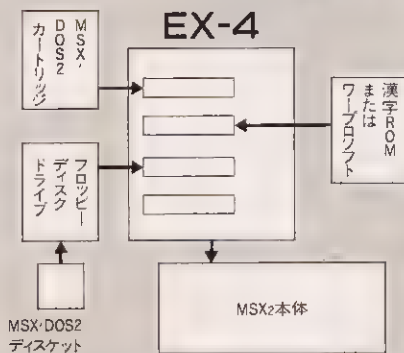 EX-4
MSX・
DOS2
カートリッジ
フロッピー
ディスク
ドライブ
漢字ROM
または
ワープロソフト
MSX・DOS2
ディスケット
MSX2本体